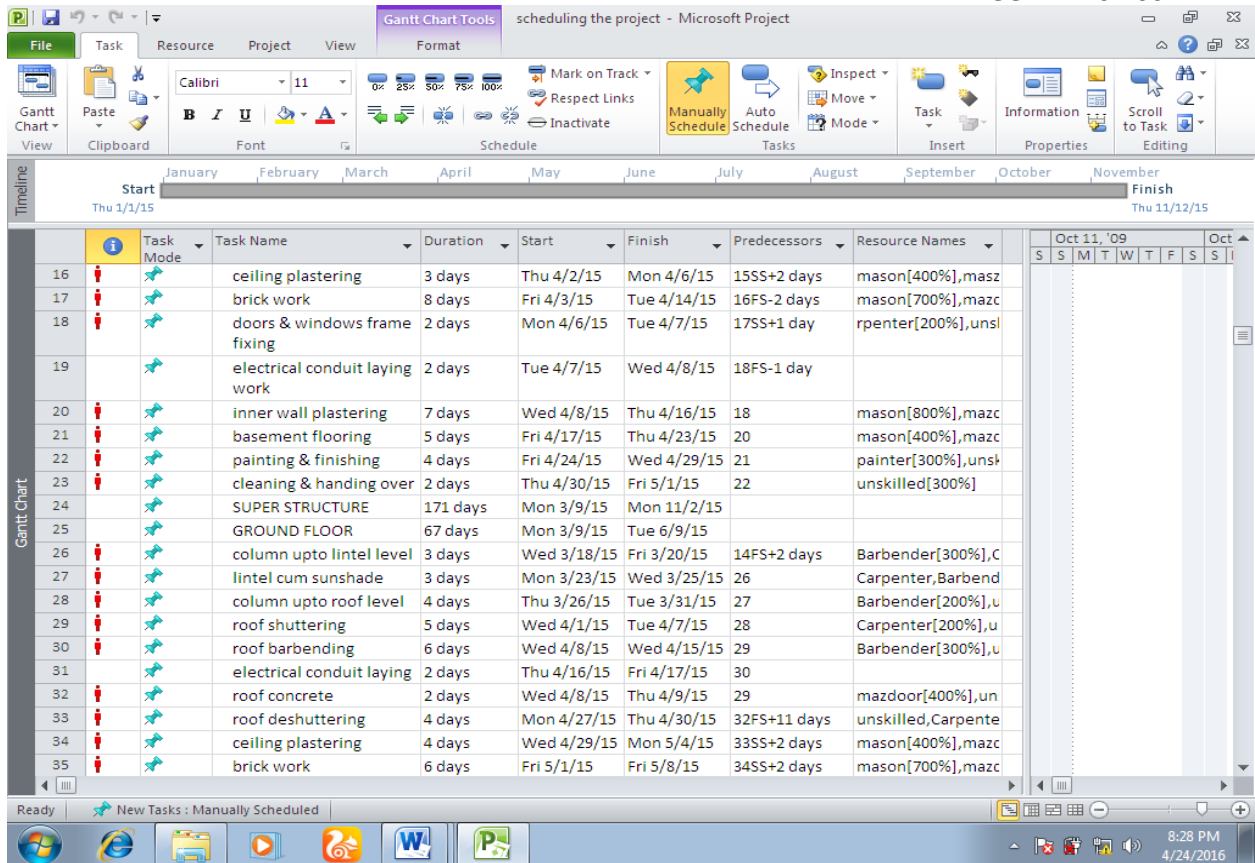 Gantt Chart Tools scheduling the project - Microsoft Project
File Task Resource Project View Format
Calibri 11 0% 25% 50% 75% 100% Mark on Track Inspect
Respect Links Move
Gantt Chart Paste B I U A Inactivate Manually Schedule Auto Schedule Mode Task Information Scroll to Task
View Clipboard Font Schedule Tasks Insert Properties Editing
Timeline
January February March April May June July August September October November
Start Finish
Thu 1/1/15 Thu 11/12/15
Gantt Chart
Task Mode Task Name Duration Start Finish Predecessors Resource Names Oct 11, '09 Oct
S S M T W T F S S
16 ceiling plastering 3 days Thu 4/2/15 Mon 4/6/15 15SS+2 days mason[400%],masz
17 brick work 8 days Fri 4/3/15 Tue 4/14/15 16FS-2 days mason[700%],mazc
18 doors & windows frame 2 days Mon 4/6/15 Tue 4/7/15 17SS+1 day rpenter[200%],unsl
fixing
19 electrical conduit laying 2 days Tue 4/7/15 Wed 4/8/15 18FS-1 day
work
20 inner wall plastering 7 days Wed 4/8/15 Thu 4/16/15 18 mason[800%],mazc
21 basement flooring 5 days Fri 4/17/15 Thu 4/23/15 20 mason[400%],mazc
22 painting & finishing 4 days Fri 4/24/15 Wed 4/29/15 21 painter[300%],unsk
23 cleaning & handing over 2 days Thu 4/30/15 Fri 5/1/15 22 unskilled[300%]
24 SUPER STRUCTURE 171 days Mon 3/9/15 Mon 11/2/15
25 GROUND FLOOR 67 days Mon 3/9/15 Tue 6/9/15
26 column upto lintel level 3 days Wed 3/18/15 Fri 3/20/15 14FS+2 days Barbender[300%],C
27 lintel cum sunshade 3 days Mon 3/23/15 Wed 3/25/15 26 Carpenter,Barbend
28 column upto roof level 4 days Thu 3/26/15 Tue 3/31/15 27 Barbender[200%],u
29 roof shuttering 5 days Wed 4/1/15 Tue 4/7/15 28 Carpenter[200%],u
30 roof barbending 6 days Wed 4/8/15 Wed 4/15/15 29 Barbender[300%],u
31 electrical conduit laying 2 days Thu 4/16/15 Fri 4/17/15 30
32 roof concrete 2 days Wed 4/8/15 Thu 4/9/15 29 mazdoor[400%],un
33 roof deshuttering 4 days Mon 4/27/15 Thu 4/30/15 32FS+11 days unskilled,Carpente
34 ceiling plastering 4 days Wed 4/29/15 Mon 5/4/15 33SS+2 days mason[400%],mazc
35 brick work 6 days Fri 5/1/15 Fri 5/8/15 34SS+2 days mason[700%],mazc
Ready New Tasks : Manually Scheduled
8:28 PM
4/24/2016